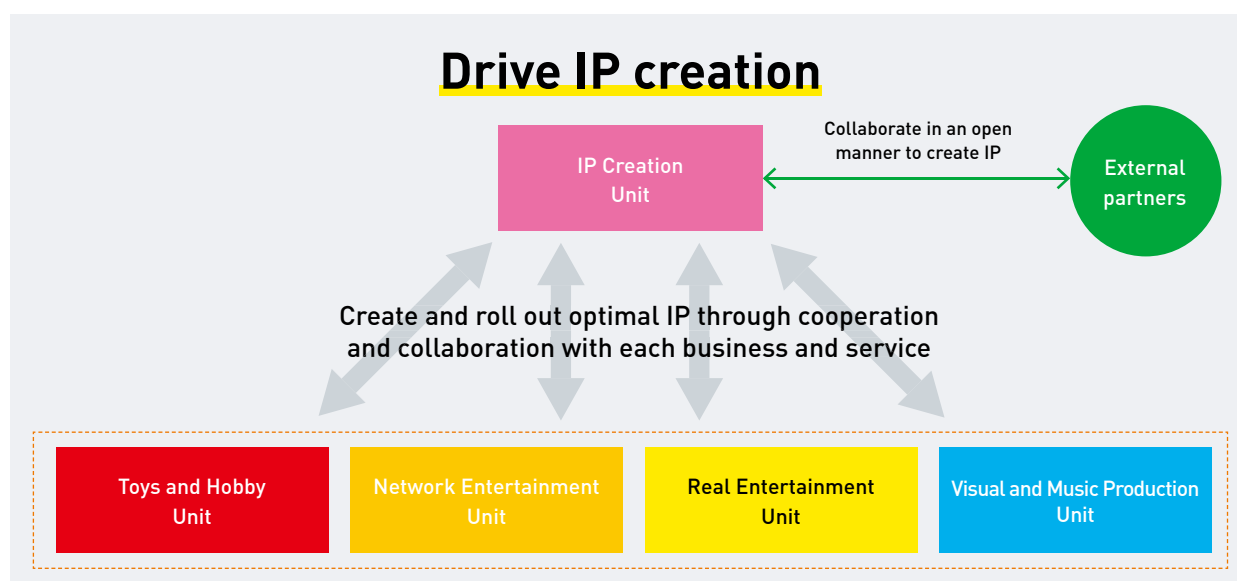 Drive IP creation
Collaborate in an open
manner to create IP
IP Creation
Unit
External
partners
Create and roll out optimal IP through cooperation
and collaboration with each business and service
Toys and Hobby
Unit
Network Entertainment
Unit
Real Entertainment
Unit
Visual and Music Production
Unit